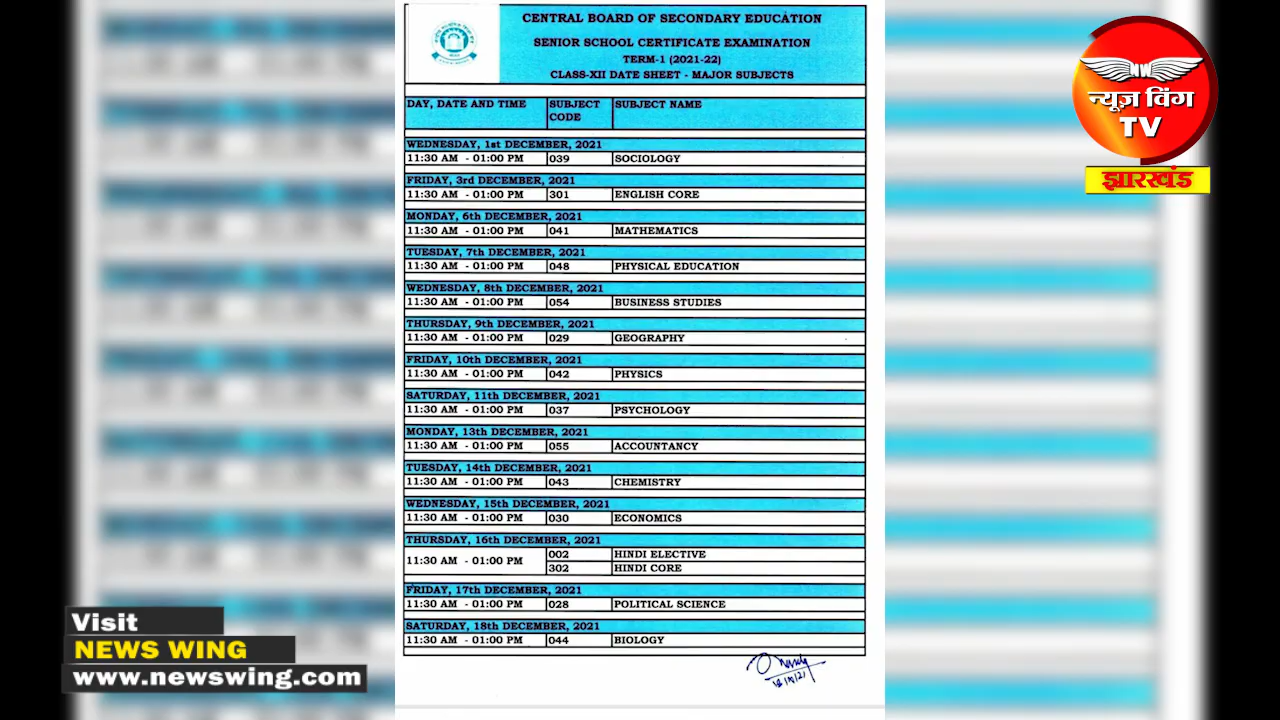 CENTRAL BOARD OF SECONDARY EDUCATION
SENIOR SCHOOL CERTIFICATE EXAMINATION
TERM-1 (2021-22)
CLASS-XII DATE SHEET - MAJOR SUBJECTS
DAY, DATE AND TIME SUBJECT CODE SUBJECT NAME
WEDNESDAY, 1st DECEMBER, 2021
11:30 AM - 01:00 PM 039 SOCIOLOGY
FRIDAY, 3rd DECEMBER, 2021
11:30 AM - 01:00 PM 301 ENGLISH CORE
MONDAY, 6th DECEMBER, 2021
11:30 AM - 01:00 PM 041 MATHEMATICS
TUESDAY, 7th DECEMBER, 2021
11:30 AM - 01:00 PM 048 PHYSICAL EDUCATION
WEDNESDAY, 8th DECEMBER, 2021
11:30 AM - 01:00 PM 054 BUSINESS STUDIES
THURSDAY, 9th DECEMBER, 2021
11:30 AM - 01:00 PM 029 GEOGRAPHY
FRIDAY, 10th DECEMBER, 2021
11:30 AM - 01:00 PM 042 PHYSICS
SATURDAY, 11th DECEMBER, 2021
11:30 AM - 01:00 PM 037 PSYCHOLOGY
MONDAY, 13th DECEMBER, 2021
11:30 AM - 01:00 PM 055 ACCOUNTANCY
TUESDAY, 14th DECEMBER, 2021
11:30 AM - 01:00 PM 043 CHEMISTRY
WEDNESDAY, 15th DECEMBER, 2021
11:30 AM - 01:00 PM 030 ECONOMICS
THURSDAY, 16th DECEMBER, 2021
11:30 AM - 01:00 PM 002 HINDI ELECTIVE
302 HINDI CORE
FRIDAY, 17th DECEMBER, 2021
11:30 AM - 01:00 PM 028 POLITICAL SCIENCE
SATURDAY, 18th DECEMBER, 2021
11:30 AM - 01:00 PM 044 BIOLOGY
NW
न्यूज़ विंग
TV
झारखंड
Visit
NEWS WING
www.newswing.com